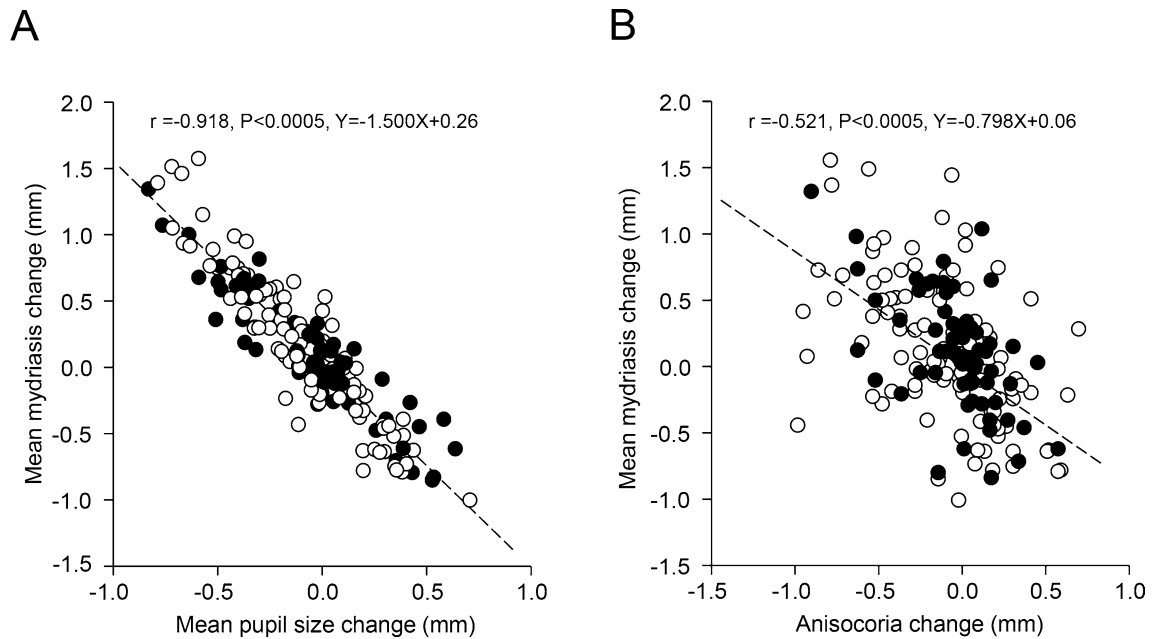 A
r =-0.918, P<0.0005, Y=-1.500X+0.26
Mean mydriasis change (mm)
2.0
1.5
1.0
0.5
0.0
-0.5
-1.0
-1.5
-1.0 -0.5 0.0 0.5 1.0
Mean pupil size change (mm)
B
r =-0.521, P<0.0005, Y=-0.798X+0.06
Mean mydriasis change (mm)
2.0
1.5
1.0
0.5
0.0
-0.5
-1.0
-1.5
-1.5 -1.0 -0.5 0.0 0.5 1.0
Anisocoria change (mm)